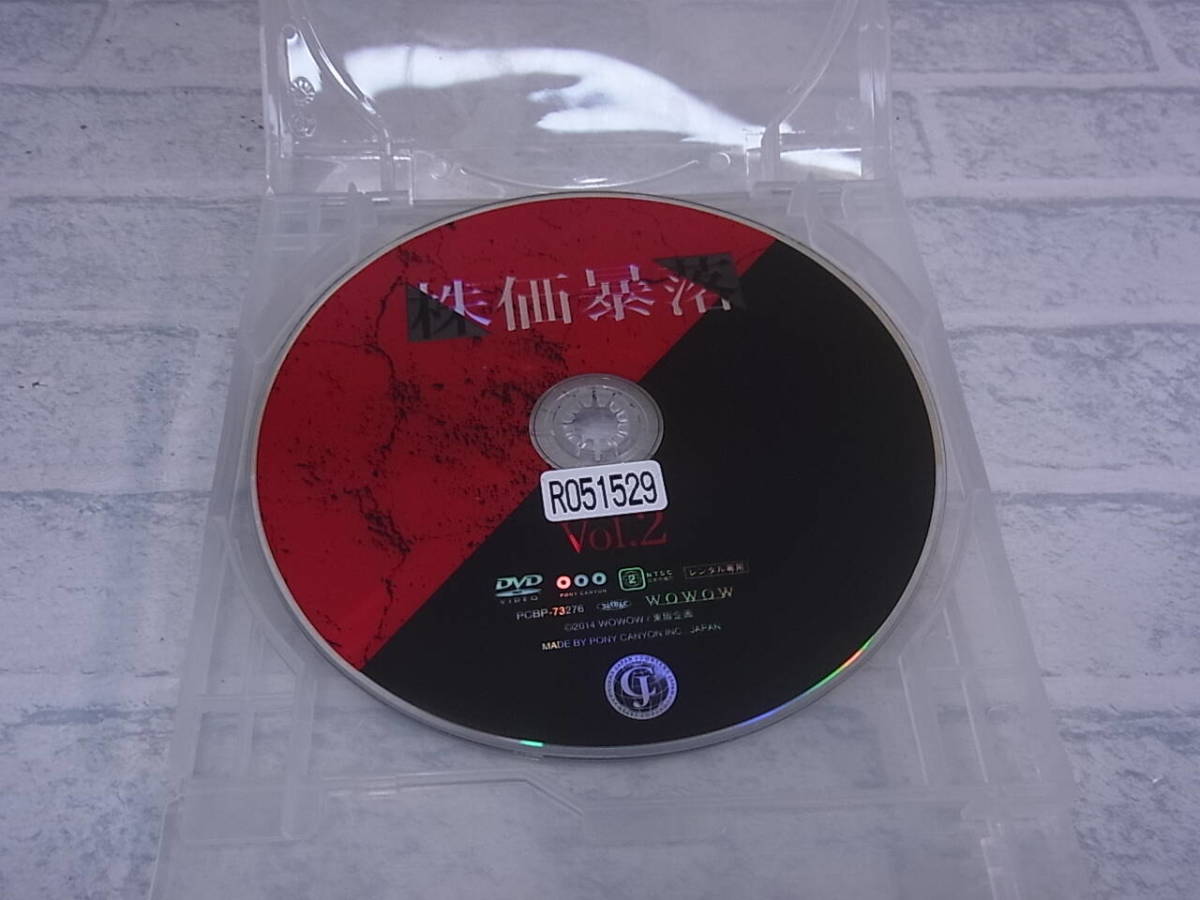 株価暴落
R051529
Vol.2
DVD VIDEO
PONY CANYON
2
NTSC
レンタル専用
PCBP-73276
WOWOW
©2014 WOWOW / 東阪企画
MADE BY PONY CANYON INC., JAPAN